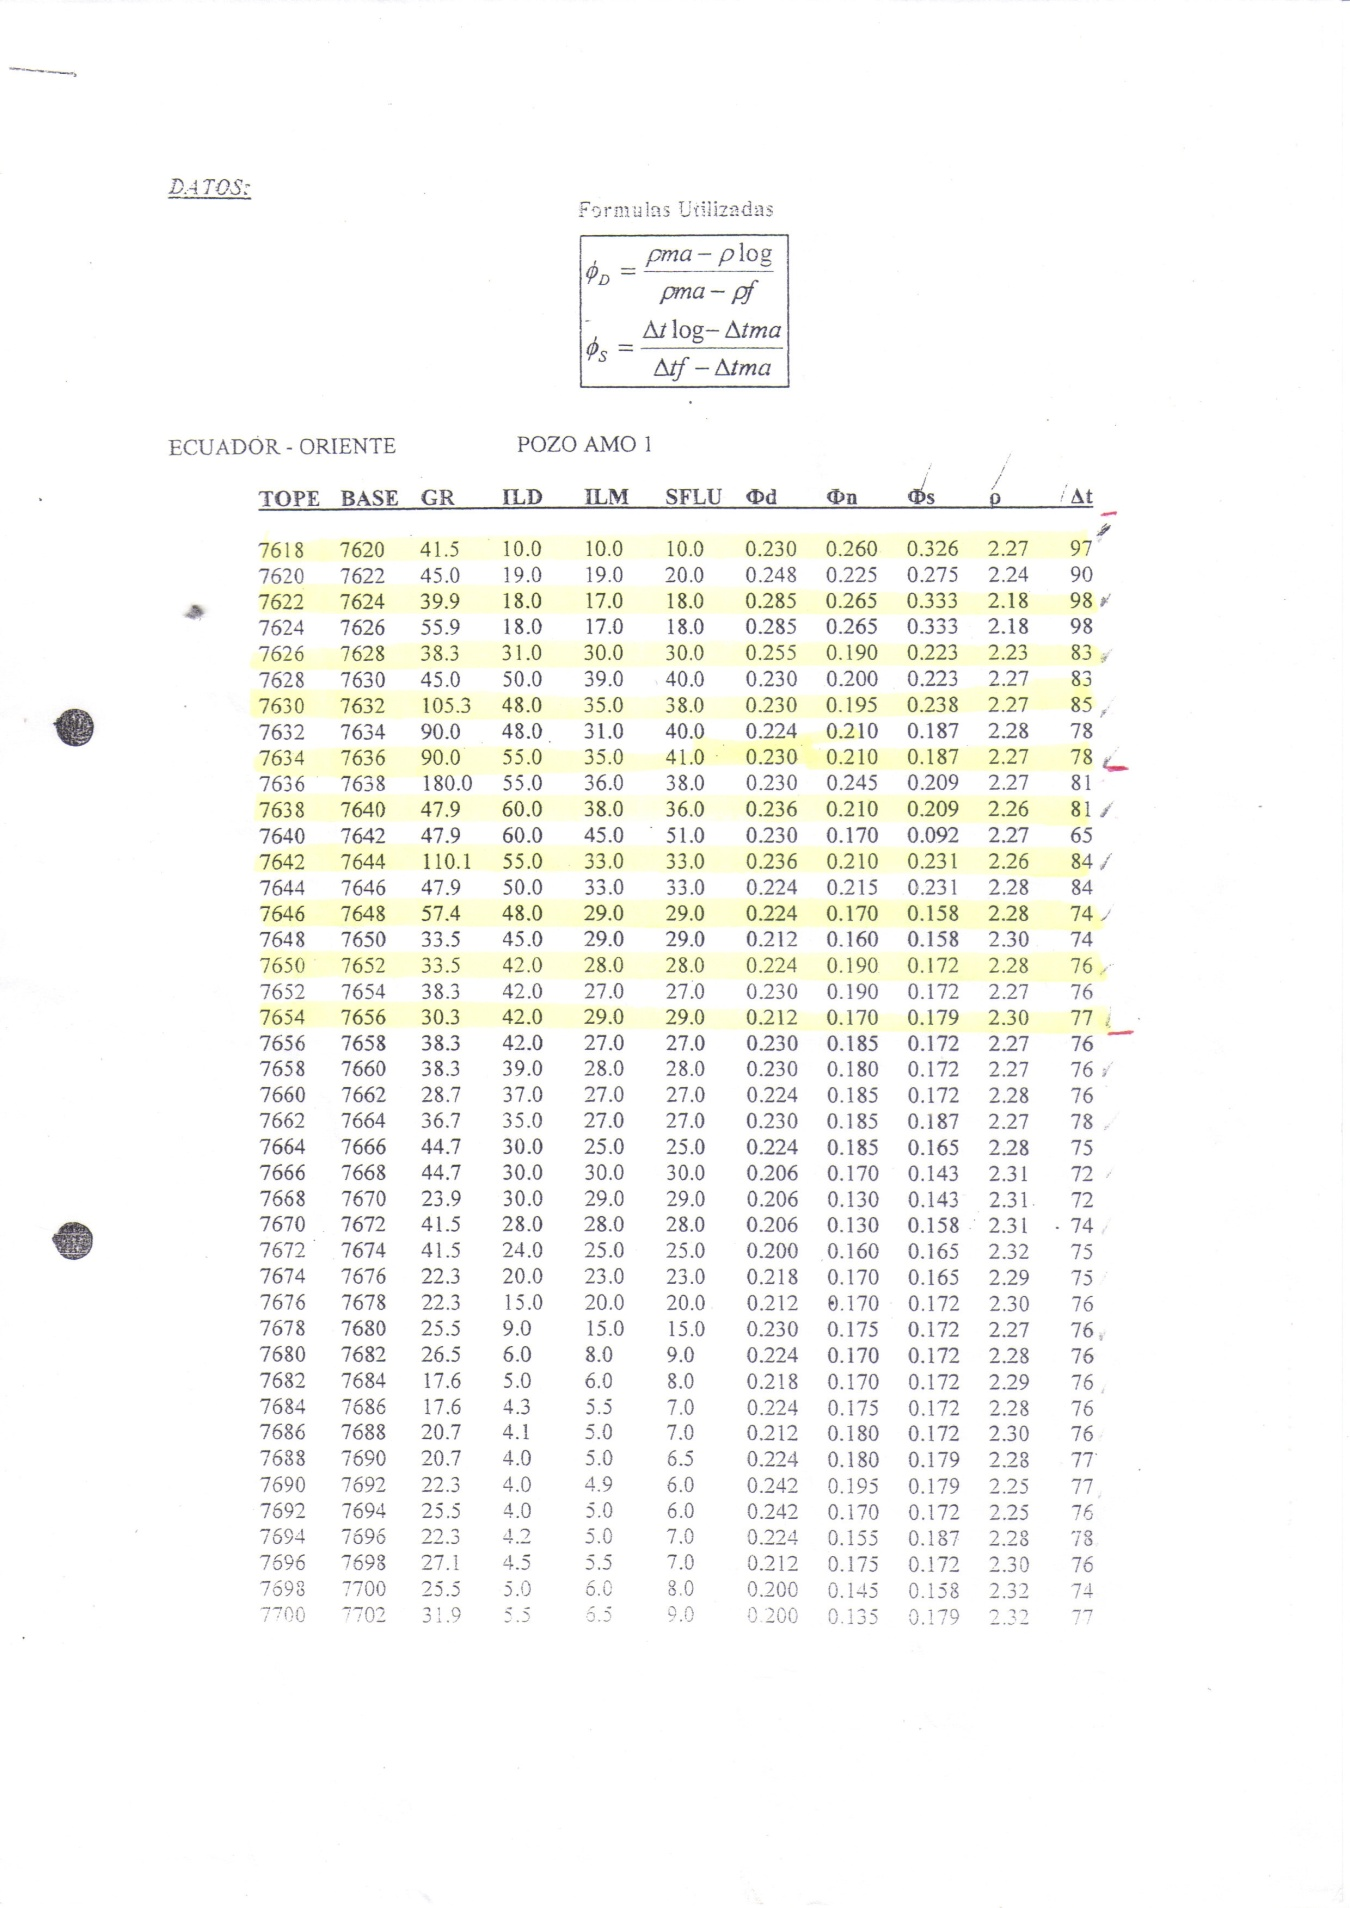 DATOS:
Formulas Utilizadas
ϕD = (ρma − ρ log) / (ρma − ρf)
ϕS = (Δt log− Δtma) / (Δtf − Δtma)
ECUADOR - ORIENTE POZO AMO 1
TOPE BASE GR ILD ILM SFLU Φd Φn Φs ρ Δt
7618 7620 41.5 10.0 10.0 10.0 0.230 0.260 0.326 2.27 97
7620 7622 45.0 19.0 19.0 20.0 0.248 0.225 0.275 2.24 90
7622 7624 39.9 18.0 17.0 18.0 0.285 0.265 0.333 2.18 98
7624 7626 55.9 18.0 17.0 18.0 0.285 0.265 0.333 2.18 98
7626 7628 38.3 31.0 30.0 30.0 0.255 0.190 0.223 2.23 83
7628 7630 45.0 50.0 39.0 40.0 0.230 0.200 0.223 2.27 83
7630 7632 105.3 48.0 35.0 38.0 0.230 0.195 0.238 2.27 85
7632 7634 90.0 48.0 31.0 40.0 0.224 0.210 0.187 2.28 78
7634 7636 90.0 55.0 35.0 41.0 0.230 0.210 0.187 2.27 78
7636 7638 180.0 55.0 36.0 38.0 0.230 0.245 0.209 2.27 81
7638 7640 47.9 60.0 38.0 36.0 0.236 0.210 0.209 2.26 81
7640 7642 47.9 60.0 45.0 51.0 0.230 0.170 0.092 2.27 65
7642 7644 110.1 55.0 33.0 33.0 0.236 0.210 0.231 2.26 84
7644 7646 47.9 50.0 33.0 33.0 0.224 0.215 0.231 2.28 84
7646 7648 57.4 48.0 29.0 29.0 0.224 0.170 0.158 2.28 74
7648 7650 33.5 45.0 29.0 29.0 0.212 0.160 0.158 2.30 74
7650 7652 33.5 42.0 28.0 28.0 0.224 0.190 0.172 2.28 76
7652 7654 38.3 42.0 27.0 27.0 0.230 0.190 0.172 2.27 76
7654 7656 30.3 42.0 29.0 29.0 0.212 0.170 0.179 2.30 77
7656 7658 38.3 42.0 27.0 27.0 0.230 0.185 0.172 2.27 76
7658 7660 38.3 39.0 28.0 28.0 0.230 0.180 0.172 2.27 76
7660 7662 28.7 37.0 27.0 27.0 0.224 0.185 0.172 2.28 76
7662 7664 36.7 35.0 27.0 27.0 0.230 0.185 0.187 2.27 78
7664 7666 44.7 30.0 25.0 25.0 0.224 0.185 0.165 2.28 75
7666 7668 44.7 30.0 30.0 30.0 0.206 0.170 0.143 2.31 72
7668 7670 23.9 30.0 29.0 29.0 0.206 0.130 0.143 2.31 72
7670 7672 41.5 28.0 28.0 28.0 0.206 0.130 0.158 2.31 74
7672 7674 41.5 24.0 25.0 25.0 0.200 0.160 0.165 2.32 75
7674 7676 22.3 20.0 23.0 23.0 0.218 0.170 0.165 2.29 75
7676 7678 22.3 15.0 20.0 20.0 0.212 0.170 0.172 2.30 76
7678 7680 25.5 9.0 15.0 15.0 0.230 0.175 0.172 2.27 76
7680 7682 26.5 6.0 8.0 9.0 0.224 0.170 0.172 2.28 76
7682 7684 17.6 5.0 6.0 8.0 0.218 0.170 0.172 2.29 76
7684 7686 17.6 4.3 5.5 7.0 0.224 0.175 0.172 2.28 76
7686 7688 20.7 4.1 5.0 7.0 0.212 0.180 0.172 2.30 76
7688 7690 20.7 4.0 5.0 6.5 0.224 0.180 0.179 2.28 77
7690 7692 22.3 4.0 4.9 6.0 0.242 0.195 0.179 2.25 77
7692 7694 25.5 4.0 5.0 6.0 0.242 0.170 0.172 2.25 76
7694 7696 22.3 4.2 5.0 7.0 0.224 0.155 0.187 2.28 78
7696 7698 27.1 4.5 5.5 7.0 0.212 0.175 0.172 2.30 76
7698 7700 25.5 5.0 6.0 8.0 0.200 0.145 0.158 2.32 74
7700 7702 31.9 5.5 6.5 9.0 0.200 0.135 0.179 2.32 77